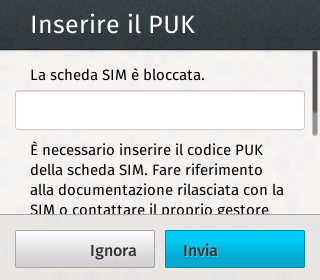 Inserire il PUK
La scheda SIM è bloccata.
È necessario inserire il codice PUK
della scheda SIM. Fare riferimento
alla documentazione rilasciata con la
SIM o contattare il proprio gestore
Ignora
Invia